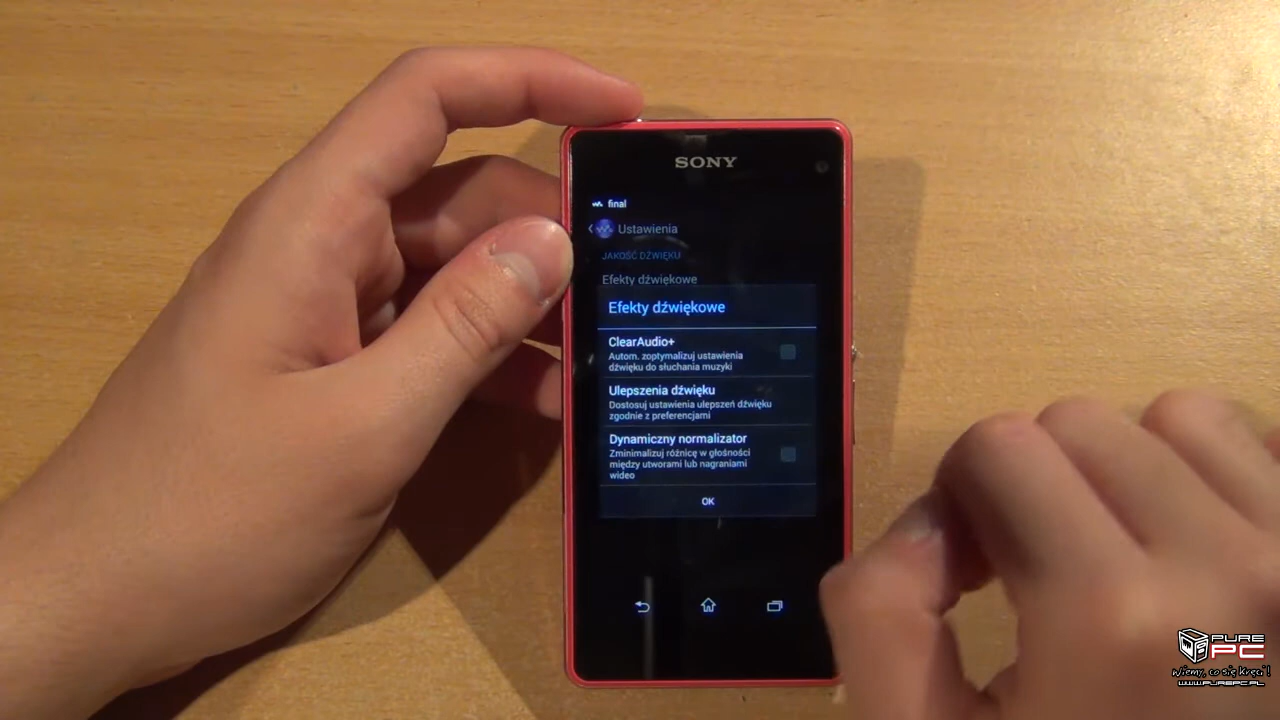 SONY
final
Ustawienia
JAKOŚĆ DŹWIĘKU
Efekty dźwiękowe
Efekty dźwiękowe
ClearAudio+
Autom. zoptymalizuj ustawienia
dźwięku do słuchania muzyki
Ulepszenia dźwięku
Dostosuj ustawienia ulepszeń dźwięku
zgodnie z preferencjami
Dynamiczny normalizator
Zminimalizuj różnicę w głośności
między utworami lub nagraniami
wideo
OK
PURE
PC
Wiemy, co się kręci!
WWW.PUREPC.PL